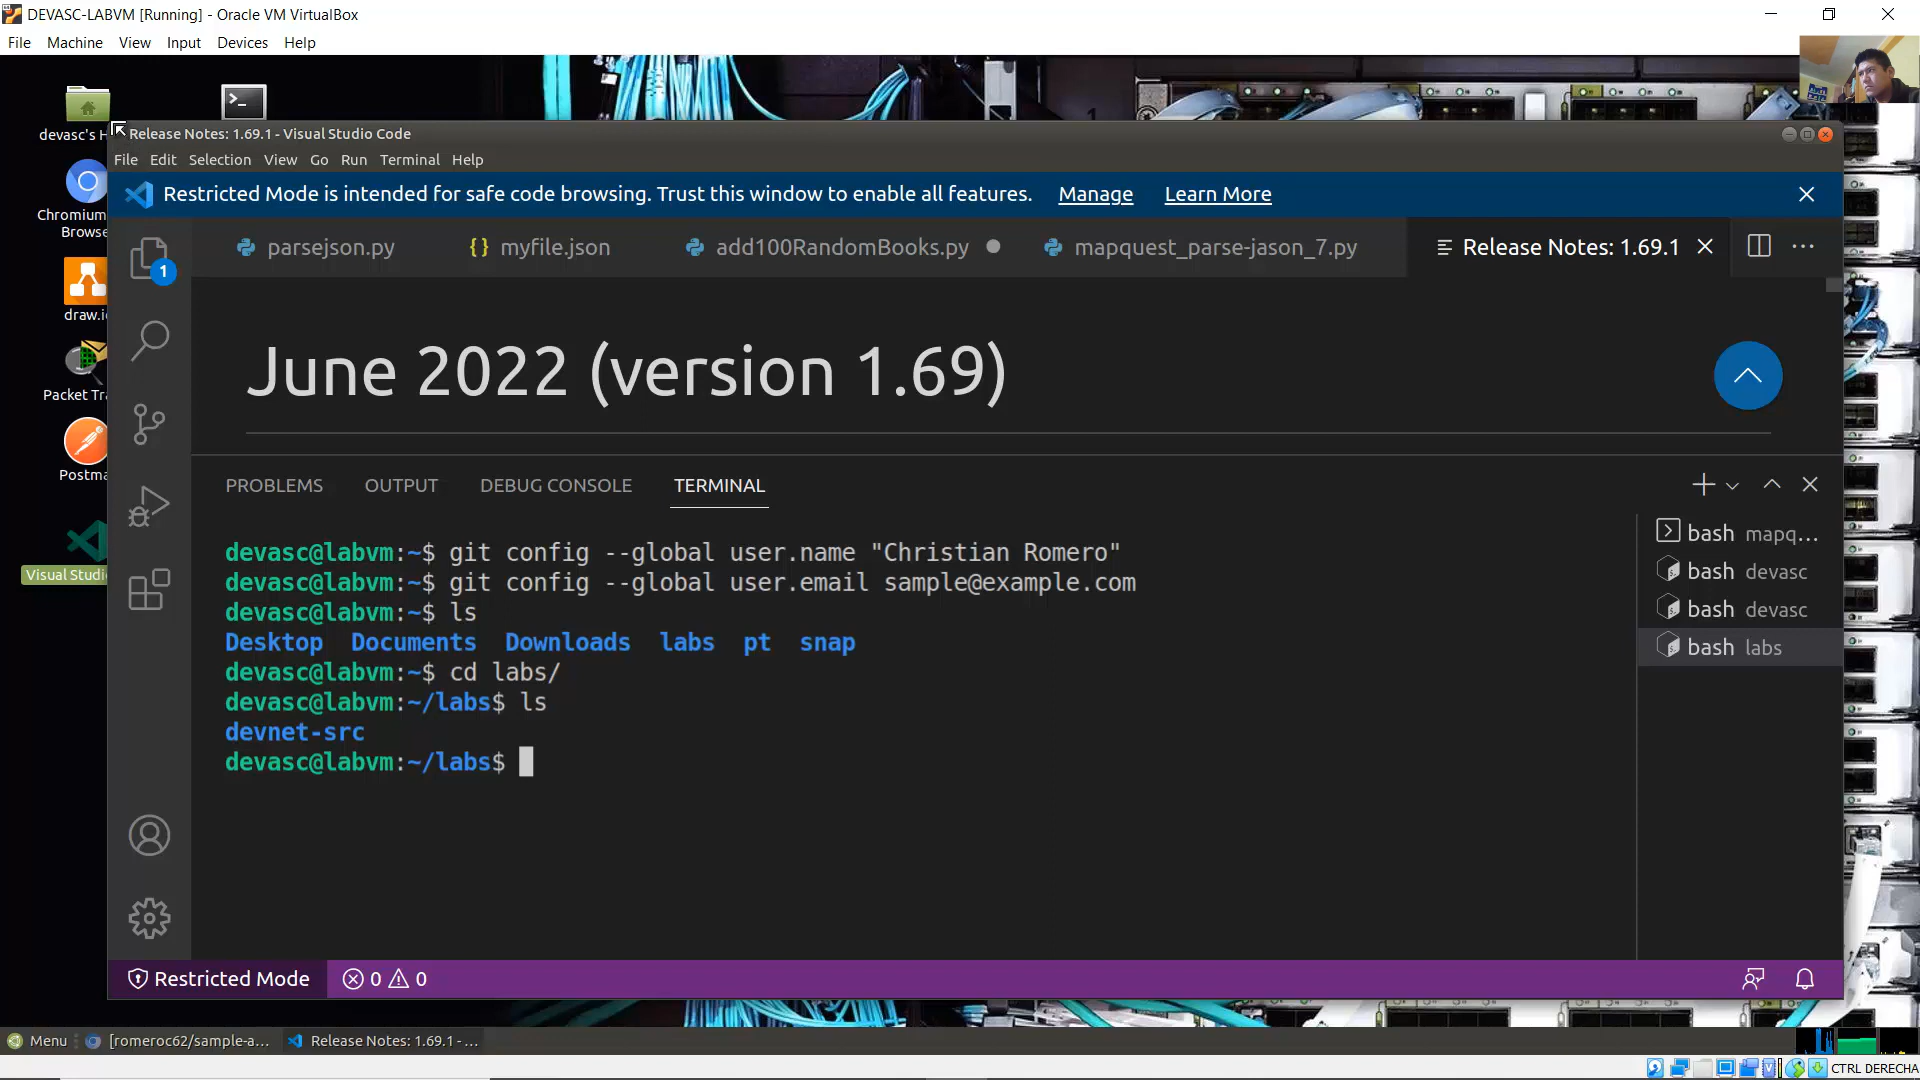 DEVASC-LABVM [Running] - Oracle VM VirtualBox
File Machine View Input Devices Help
devasc's H
Release Notes: 1.69.1 - Visual Studio Code
File Edit Selection View Go Run Terminal Help
Restricted Mode is intended for safe code browsing. Trust this window to enable all features. Manage Learn More
Chromium
Browse
parsejson.py myfile.json add100RandomBooks.py mapquest_parse-jason_7.py Release Notes: 1.69.1
1
draw.i
Packet Tra
Postma
Visual Studi
June 2022 (version 1.69)
PROBLEMS OUTPUT DEBUG CONSOLE TERMINAL
devasc@labvm:~$ git config --global user.name "Christian Romero"
devasc@labvm:~$ git config --global user.email sample@example.com
devasc@labvm:~$ ls
Desktop Documents Downloads labs pt snap
devasc@labvm:~$ cd labs/
devasc@labvm:~/labs$ ls
devnet-src
devasc@labvm:~/labs$
bash mapq...
bash devasc
bash devasc
bash labs
Restricted Mode 0 0
Menu [romeroc62/sample-a... Release Notes: 1.69.1 - ...
CTRL DERECHA